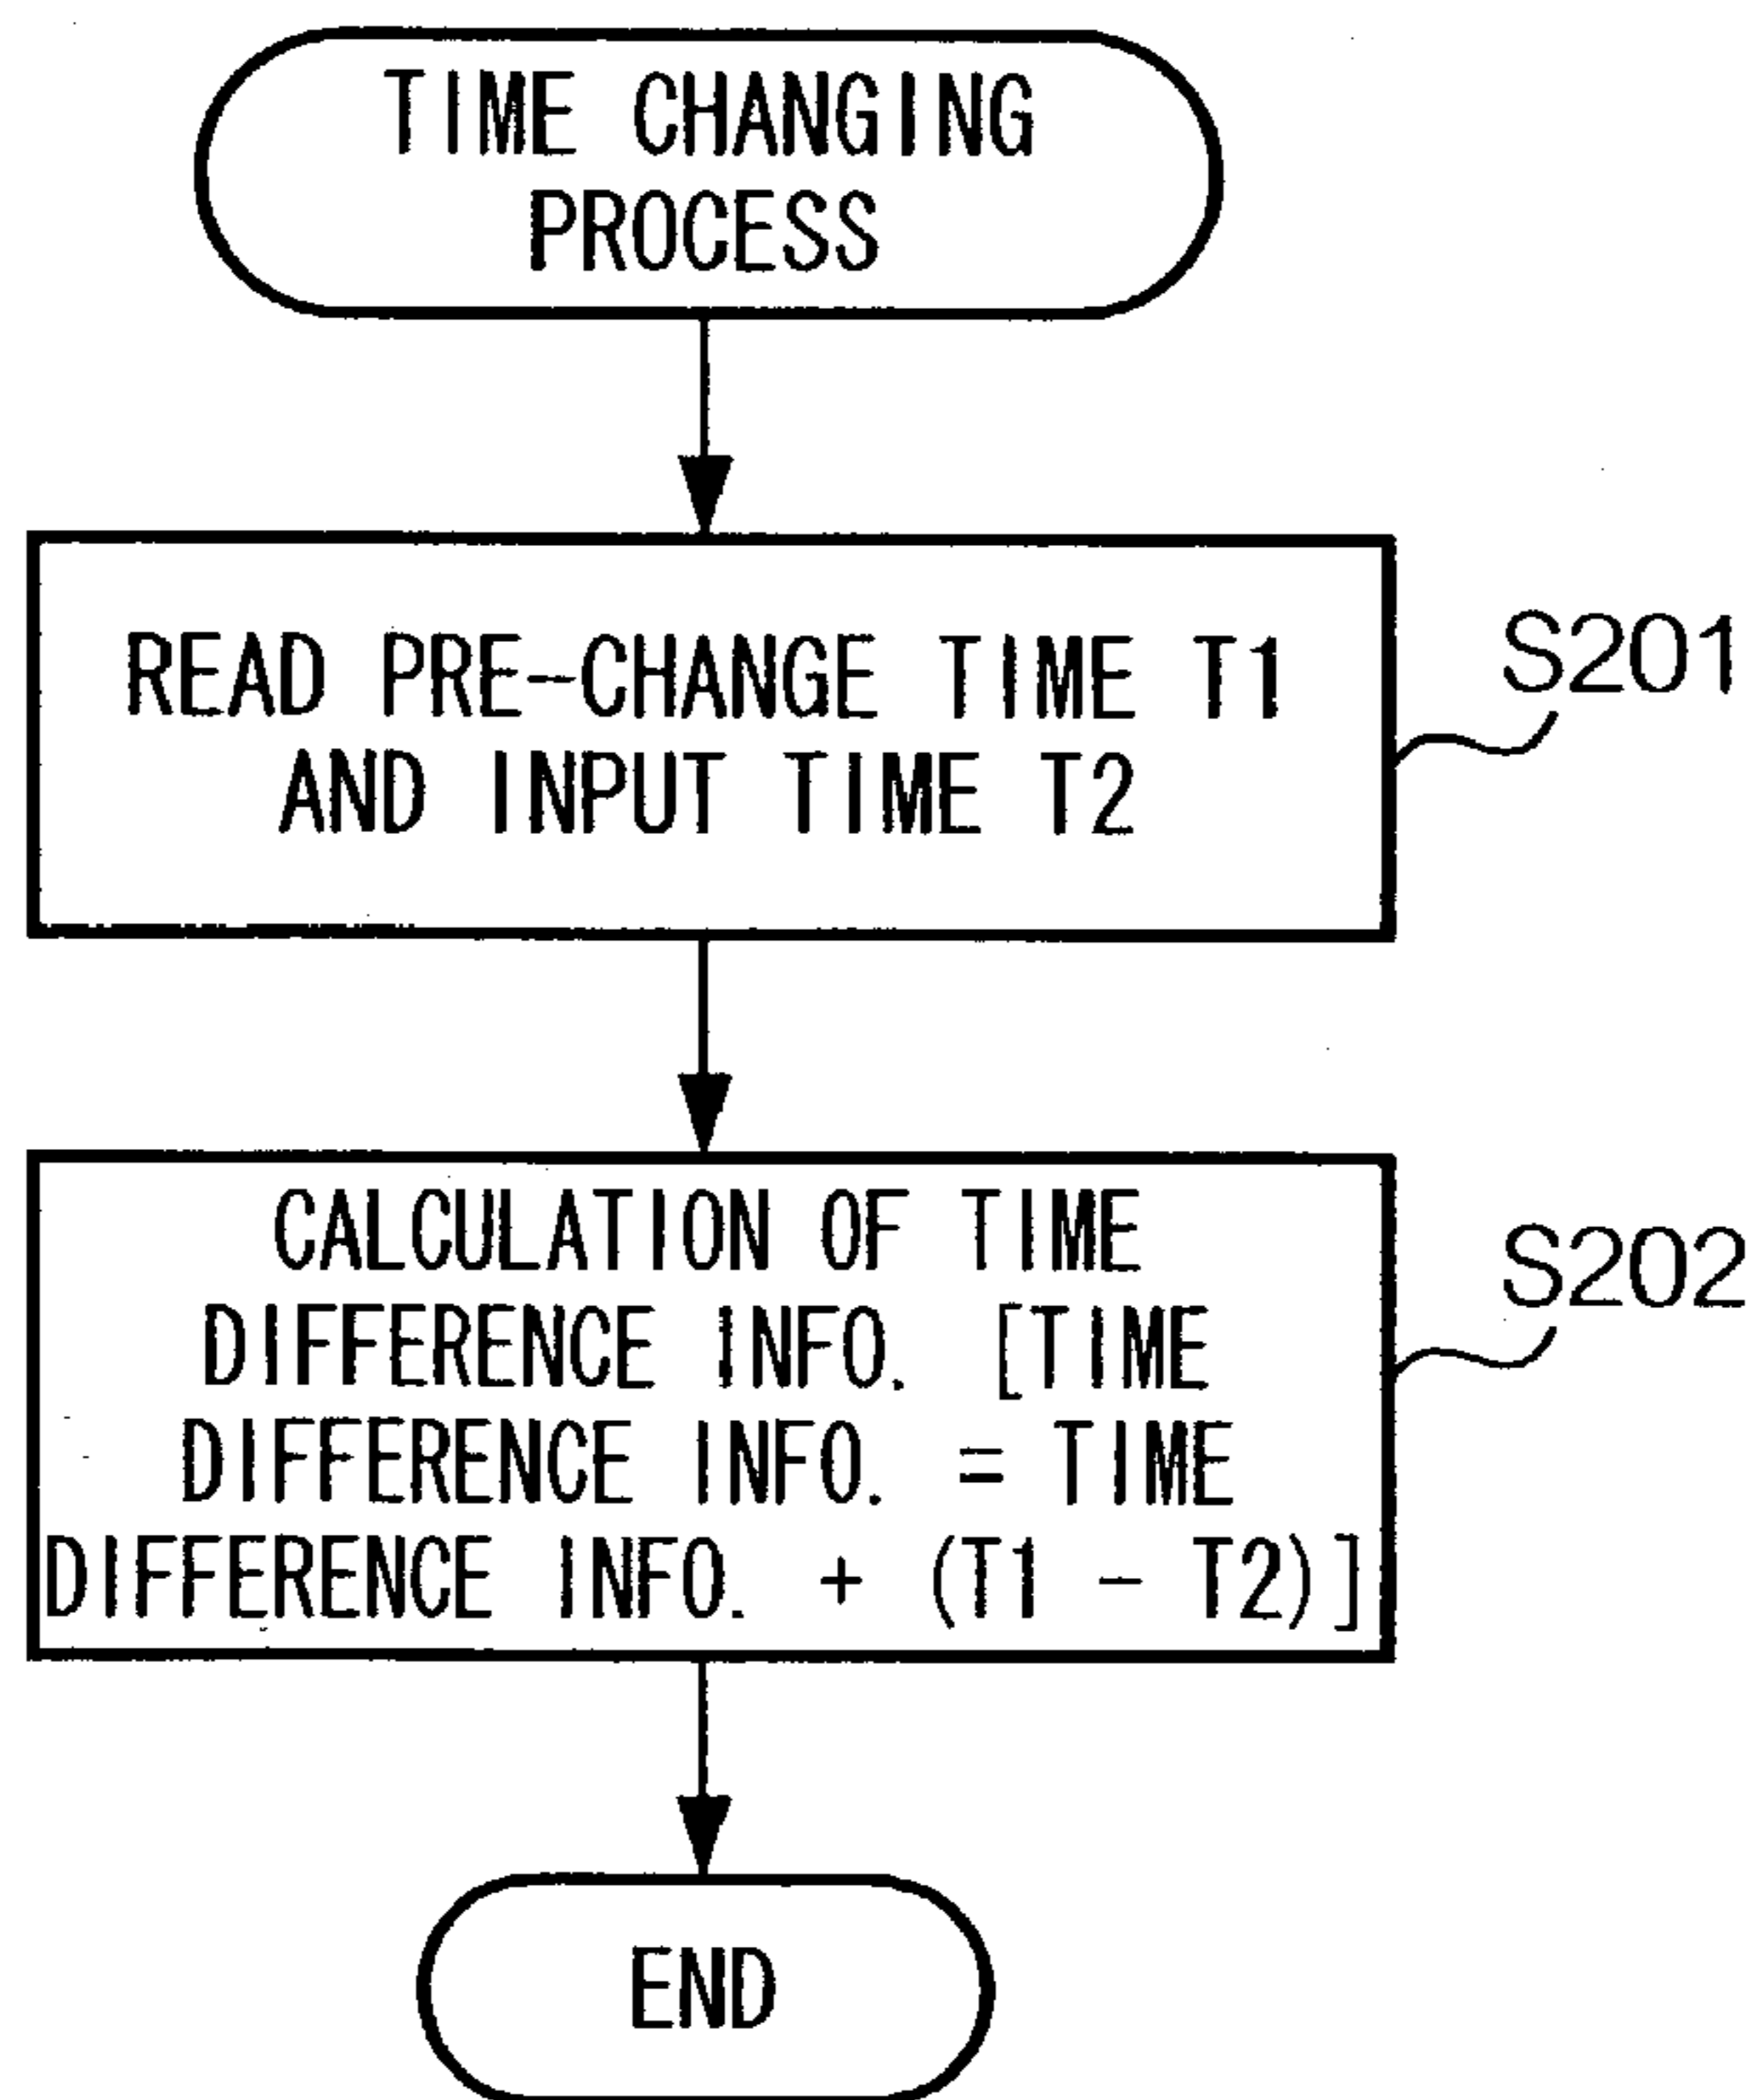 TIME CHANGING
PROCESS
READ PRE-CHANGE TIME T1
AND INPUT TIME T2
S201
CALCULATION OF TIME
DIFFERENCE INFO. [TIME
DIFFERENCE INFO. = TIME
DIFFERENCE INFO. + (T1 - T2)]
S202
END